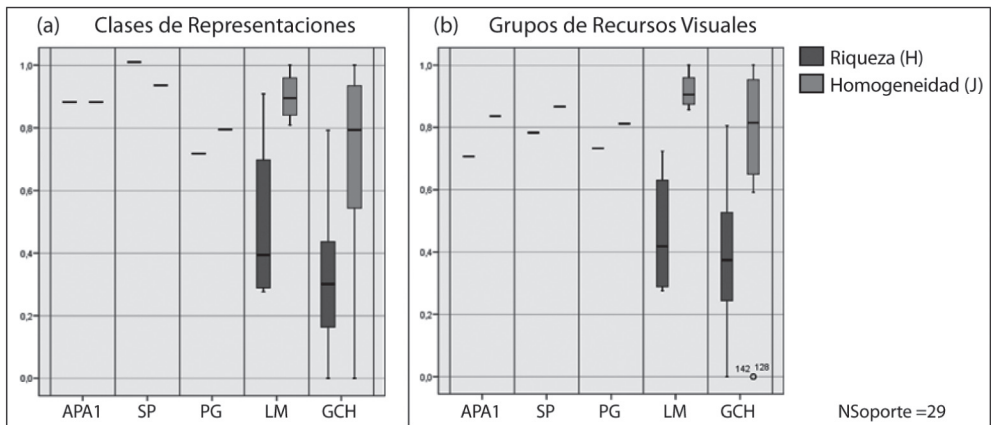 (a) Clases de Representaciones
1,0
0,8
0,6
0,4
0,2
0,0
APA1 SP PG LM GCH
(b) Grupos de Recursos Visuales
1,0
0,8
0,6
0,4
0,2
0,0
142 128
APA1 SP PG LM GCH
Riqueza (H)
Homogeneidad (J)
NSoporte =29